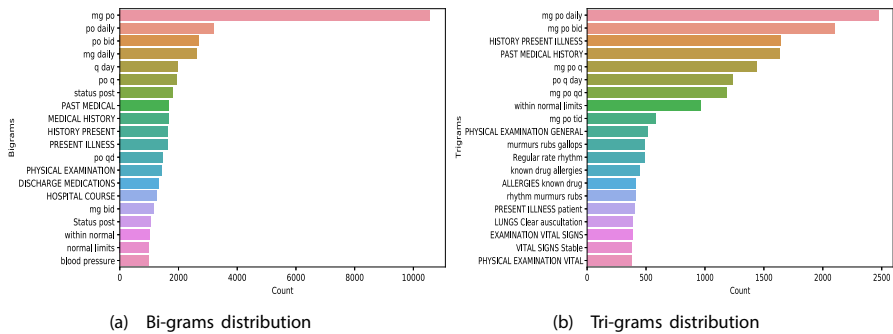 mg po
po daily
po bid
mg daily
q day
po q
status post
PAST MEDICAL
MEDICAL HISTORY
HISTORY PRESENT
PRESENT ILLNESS
po qd
PHYSICAL EXAMINATION
DISCHARGE MEDICATIONS
HOSPITAL COURSE
mg bid
Status post
within normal
normal limits
blood pressure
Bigrams
0 2000 4000 6000 8000 10000
Count
(a) Bi-grams distribution
mg po daily
mg po bid
HISTORY PRESENT ILLNESS
PAST MEDICAL HISTORY
mg po q
po q day
mg po qd
within normal limits
mg po tid
PHYSICAL EXAMINATION GENERAL
murmurs rubs gallops
Regular rate rhythm
known drug allergies
ALLERGIES known drug
rhythm murmurs rubs
PRESENT ILLNESS patient
LUNGS Clear auscultation
EXAMINATION VITAL SIGNS
VITAL SIGNS Stable
PHYSICAL EXAMINATION VITAL
Trigrams
0 500 1000 1500 2000 2500
Count
(b) Tri-grams distribution